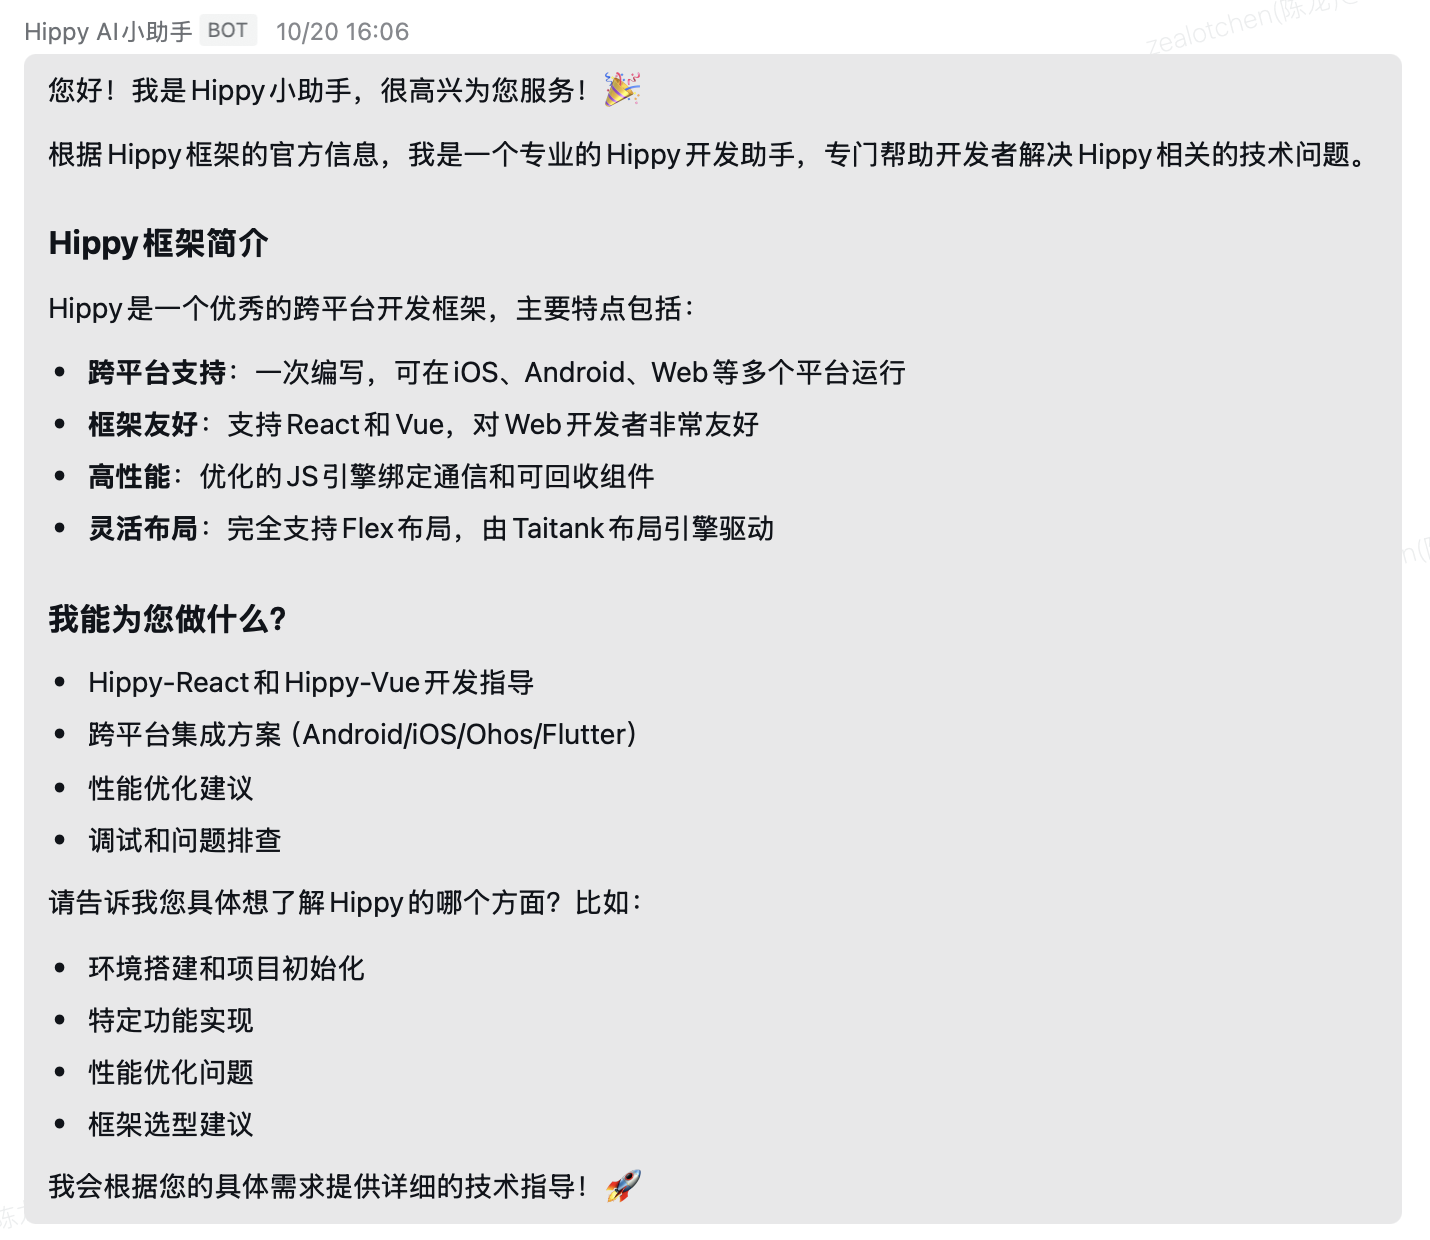 Hippy AI小助手 BOT 10/20 16:06
zealotchen(陈龙)
您好！我是Hippy小助手，很高兴为您服务！🎉
根据Hippy框架的官方信息，我是一个专业的Hippy开发助手，专门帮助开发者解决Hippy相关的技术问题。
Hippy框架简介
Hippy是一个优秀的跨平台开发框架，主要特点包括：
• 跨平台支持：一次编写，可在iOS、Android、Web等多个平台运行
• 框架友好：支持React和Vue，对Web开发者非常友好
• 高性能：优化的JS引擎绑定通信和可回收组件
• 灵活布局：完全支持Flex布局，由Taitank布局引擎驱动
我能为您做什么？
• Hippy-React和Hippy-Vue开发指导
• 跨平台集成方案（Android/iOS/Ohos/Flutter）
• 性能优化建议
• 调试和问题排查
请告诉我您具体想了解Hippy的哪个方面？比如：
• 环境搭建和项目初始化
• 特定功能实现
• 性能优化问题
• 框架选型建议
我会根据您的具体需求提供详细的技术指导！🚀